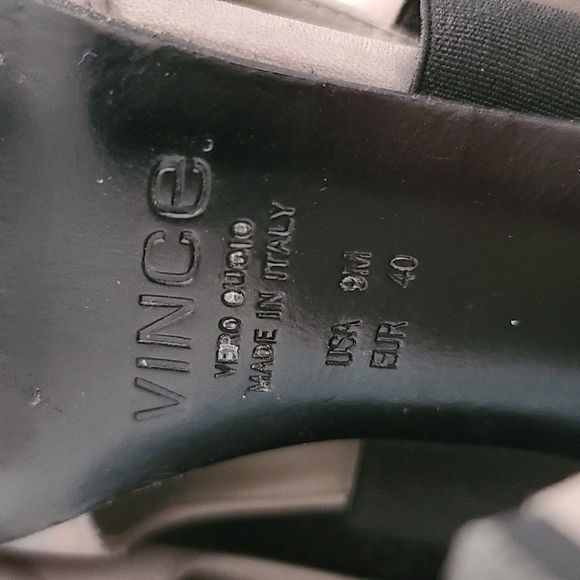 VINCe.
VERO CUOIO
MADE IN ITALY
USA 9M
EUR 40